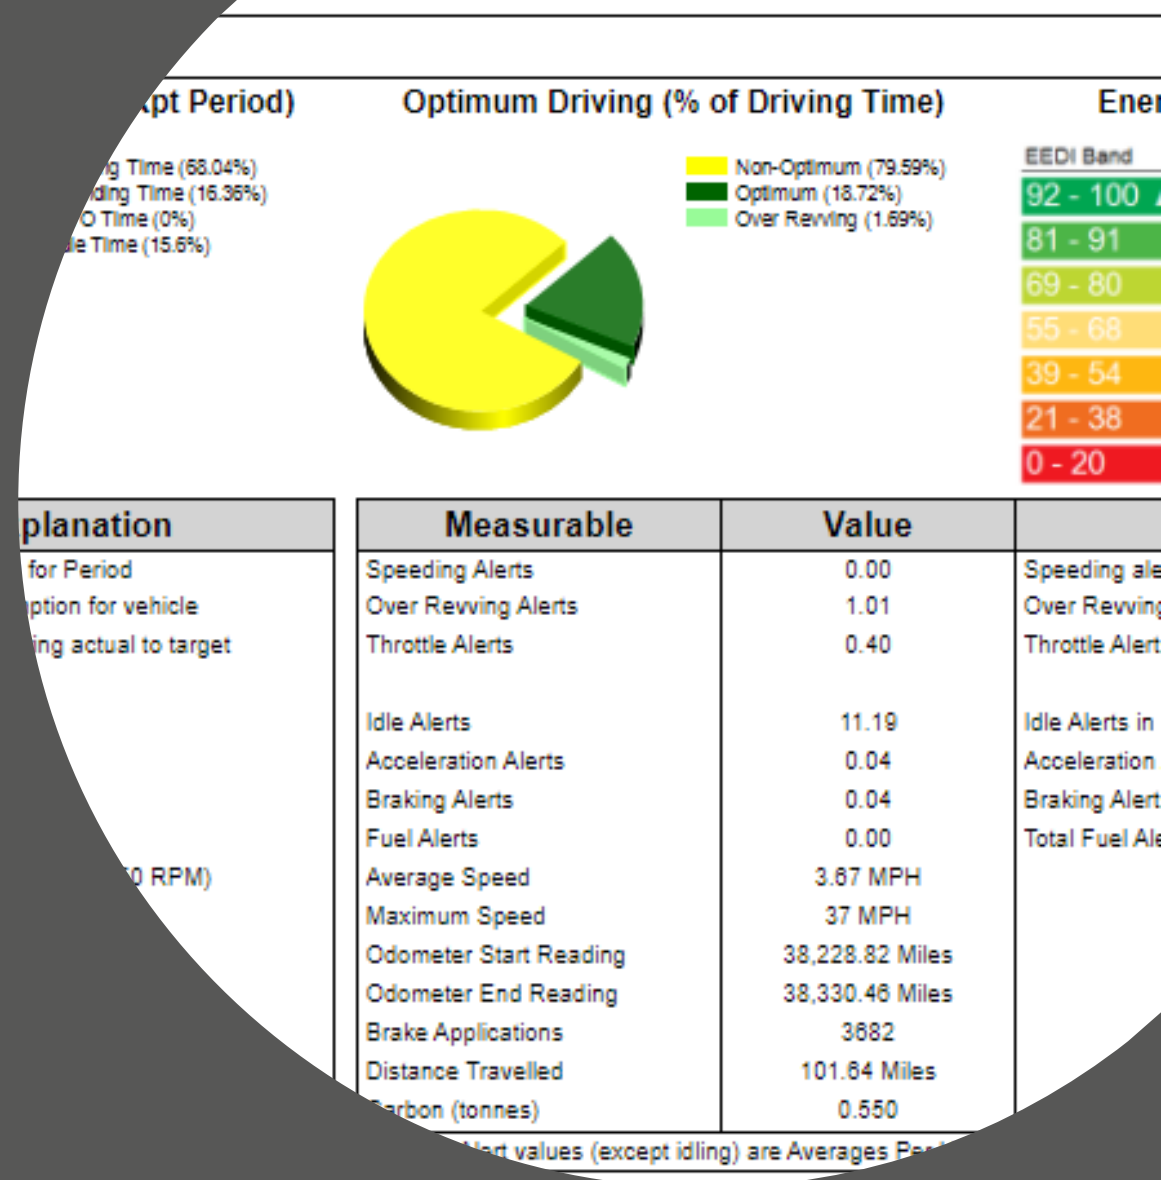 Period)
Optimum Driving (% of Driving Time)
Time (68.04%)
Time (16.36%)
Time (0%)
Time (15.6%)
Non-Optimum (79.59%)
Optimum (18.72%)
Over Revving (1.69%)
EEDI Band
92 - 100
81 - 91
69 - 80
55 - 68
39 - 54
21 - 38
0 - 20
for Period
for vehicle
actual to target
RPM)
Measurable Value
Speeding Alerts 0.00
Over Revving Alerts 1.01
Throttle Alerts 0.40
Idle Alerts 11.19
Acceleration Alerts 0.04
Braking Alerts 0.04
Fuel Alerts 0.00
Average Speed 3.67 MPH
Maximum Speed 37 MPH
Odometer Start Reading 38,228.82 Miles
Odometer End Reading 38,330.46 Miles
Brake Applications 3682
Distance Travelled 101.64 Miles
Carbon (tonnes) 0.550
values (except idling) are Averages
Speeding
Over
Throttle
Idle Alerts in
Acceleration
Braking
Total Fuel